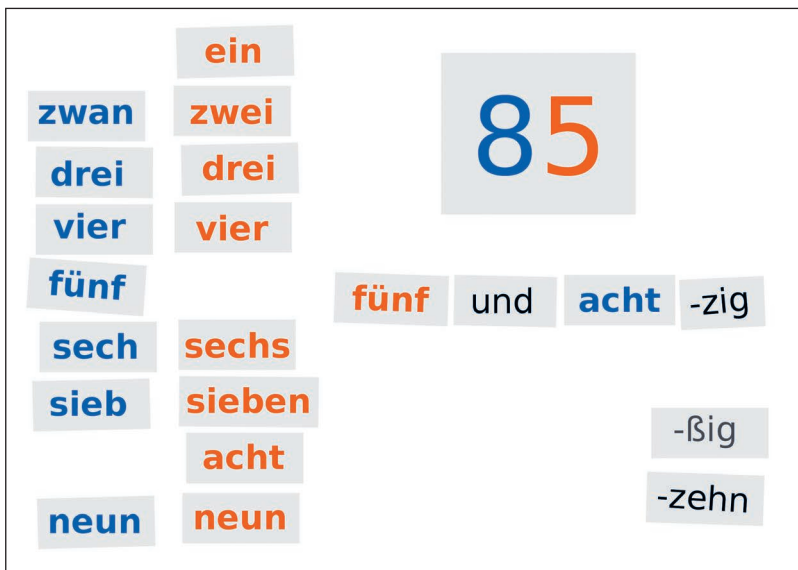 ein
zwan zwei
drei drei
vier vier
fünf
sech sechs
sieb sieben
acht
neun neun
85
fünf und acht -zig
-ßig
-zehn